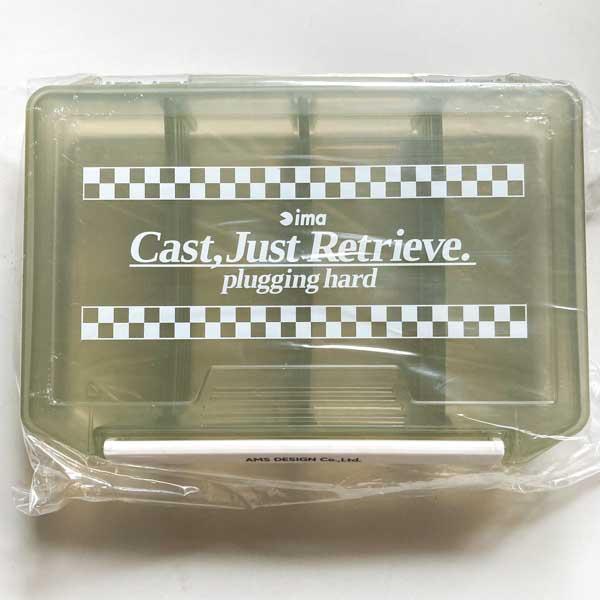 ima
Cast, Just Retrieve.
plugging hard
AMS DESIGN Co.,Ltd.